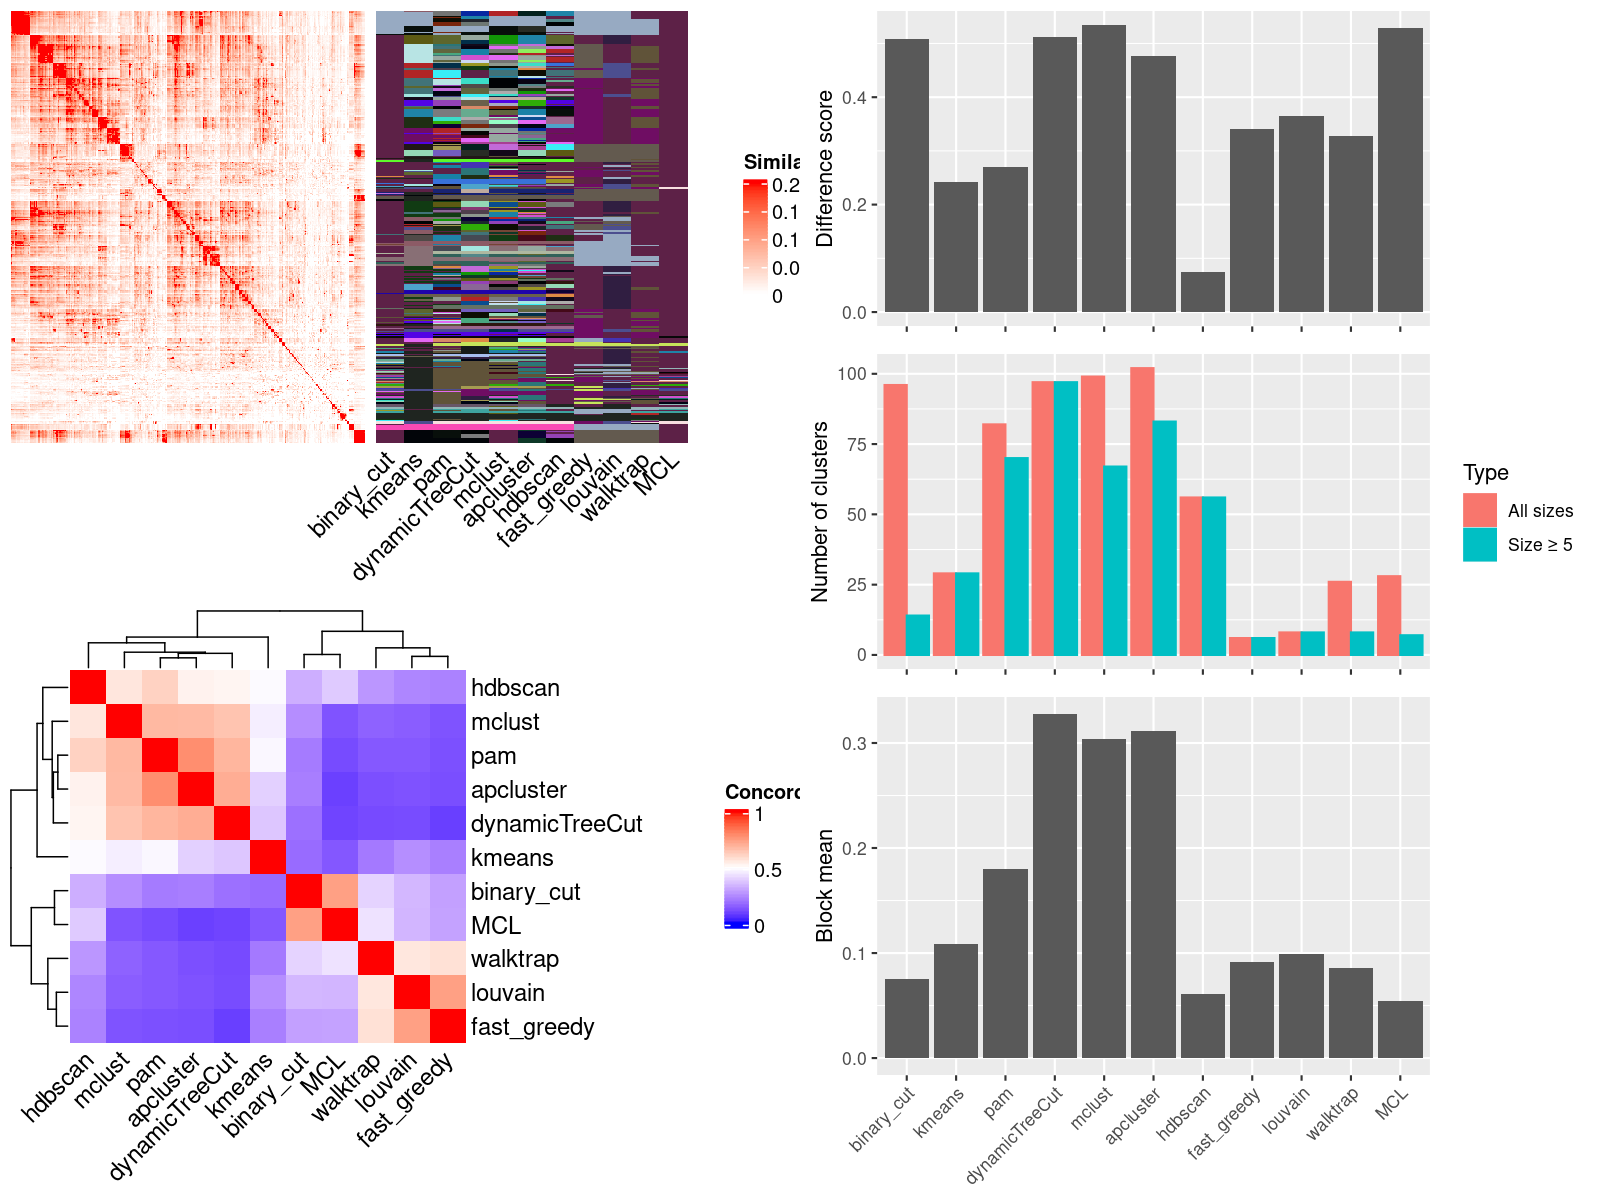 Simila
0.2
0.1
0.1
0.0
0
binary_cut
kmeans
pam
dynamicTreeCut
mclust
apcluster
hdbscan
fast_greedy
louvain
walktrap
MCL
hdbscan
mclust
pam
apcluster
dynamicTreeCut
kmeans
binary_cut
MCL
walktrap
louvain
fast_greedy
hdbscan
mclust
pam
apcluster
dynamicTreeCut
kmeans
binary_cut
MCL
walktrap
louvain
fast_greedy
Concord
1
0.5
0
Difference score
0.4
0.2
0.0
Number of clusters
100
75
50
25
0
Type
All sizes
Size ≥ 5
Block mean
0.3
0.2
0.1
0.0
binary_cut
kmeans
pam
dynamicTreeCut
mclust
apcluster
hdbscan
fast_greedy
louvain
walktrap
MCL